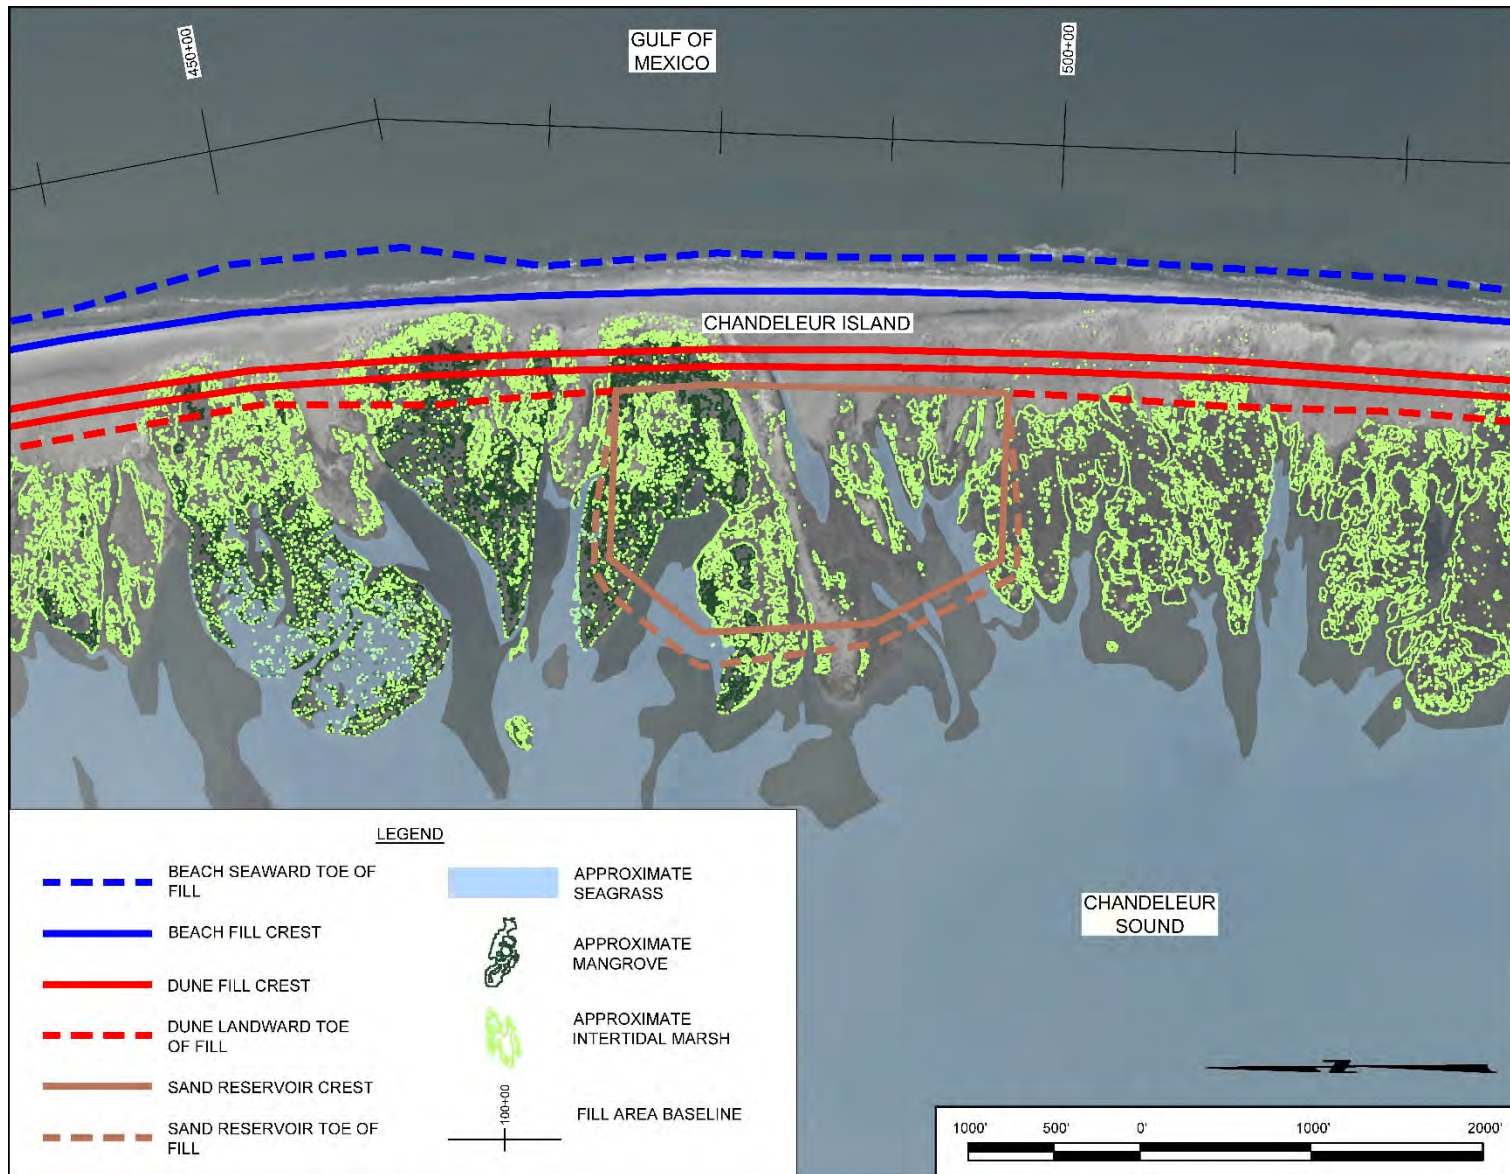 450+00
GULF OF
MEXICO
500+00
CHANDELEUR ISLAND
LEGEND
BEACH SEAWARD TOE OF
FILL
BEACH FILL CREST
DUNE FILL CREST
DUNE LANDWARD TOE
OF FILL
SAND RESERVOIR CREST
SAND RESERVOIR TOE OF
FILL
APPROXIMATE
SEAGRASS
APPROXIMATE
MANGROVE
APPROXIMATE
INTERTIDAL MARSH
100+00
FILL AREA BASELINE
CHANDELEUR
SOUND
Z
1000' 500' 0' 1000' 2000'